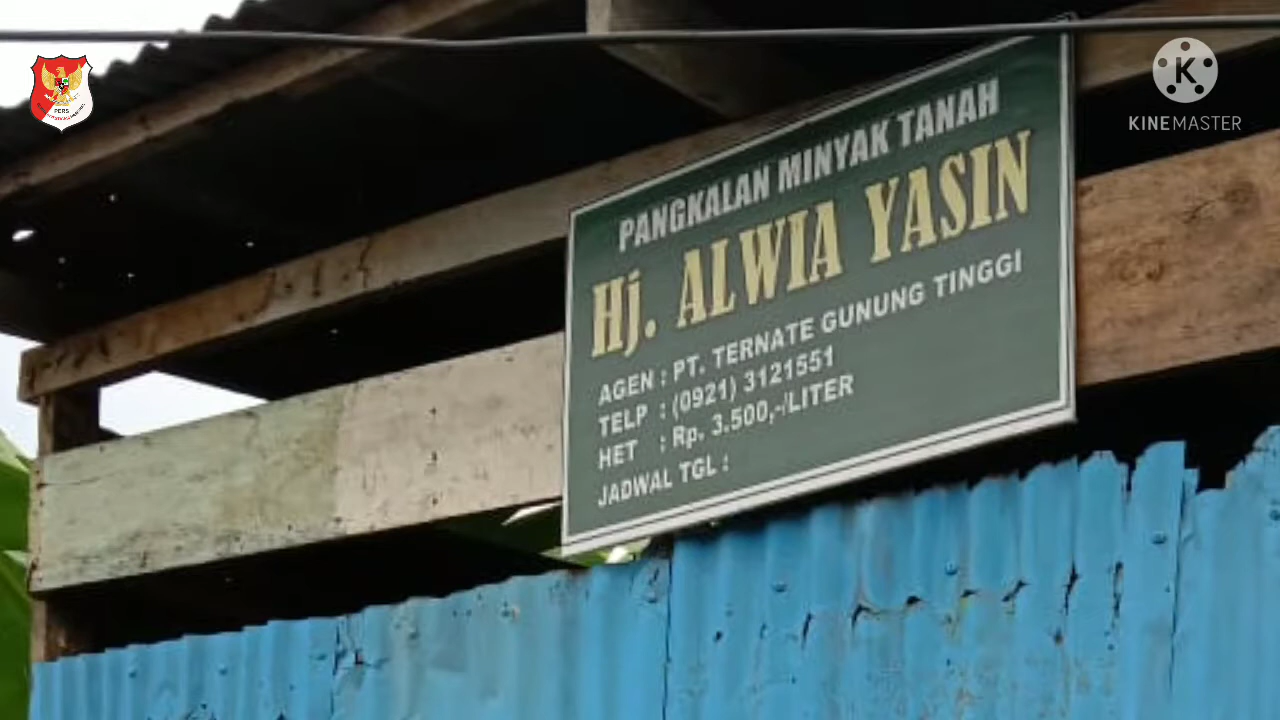 PERS
KINEMASTER
PANGKALAN MINYAK TANAH
Hj. ALWIA YASIN
AGEN : PT. TERNATE GUNUNG TINGGI
TELP : (0921) 3121551
HET : Rp. 3.500,-/LITER
JADWAL TGL :